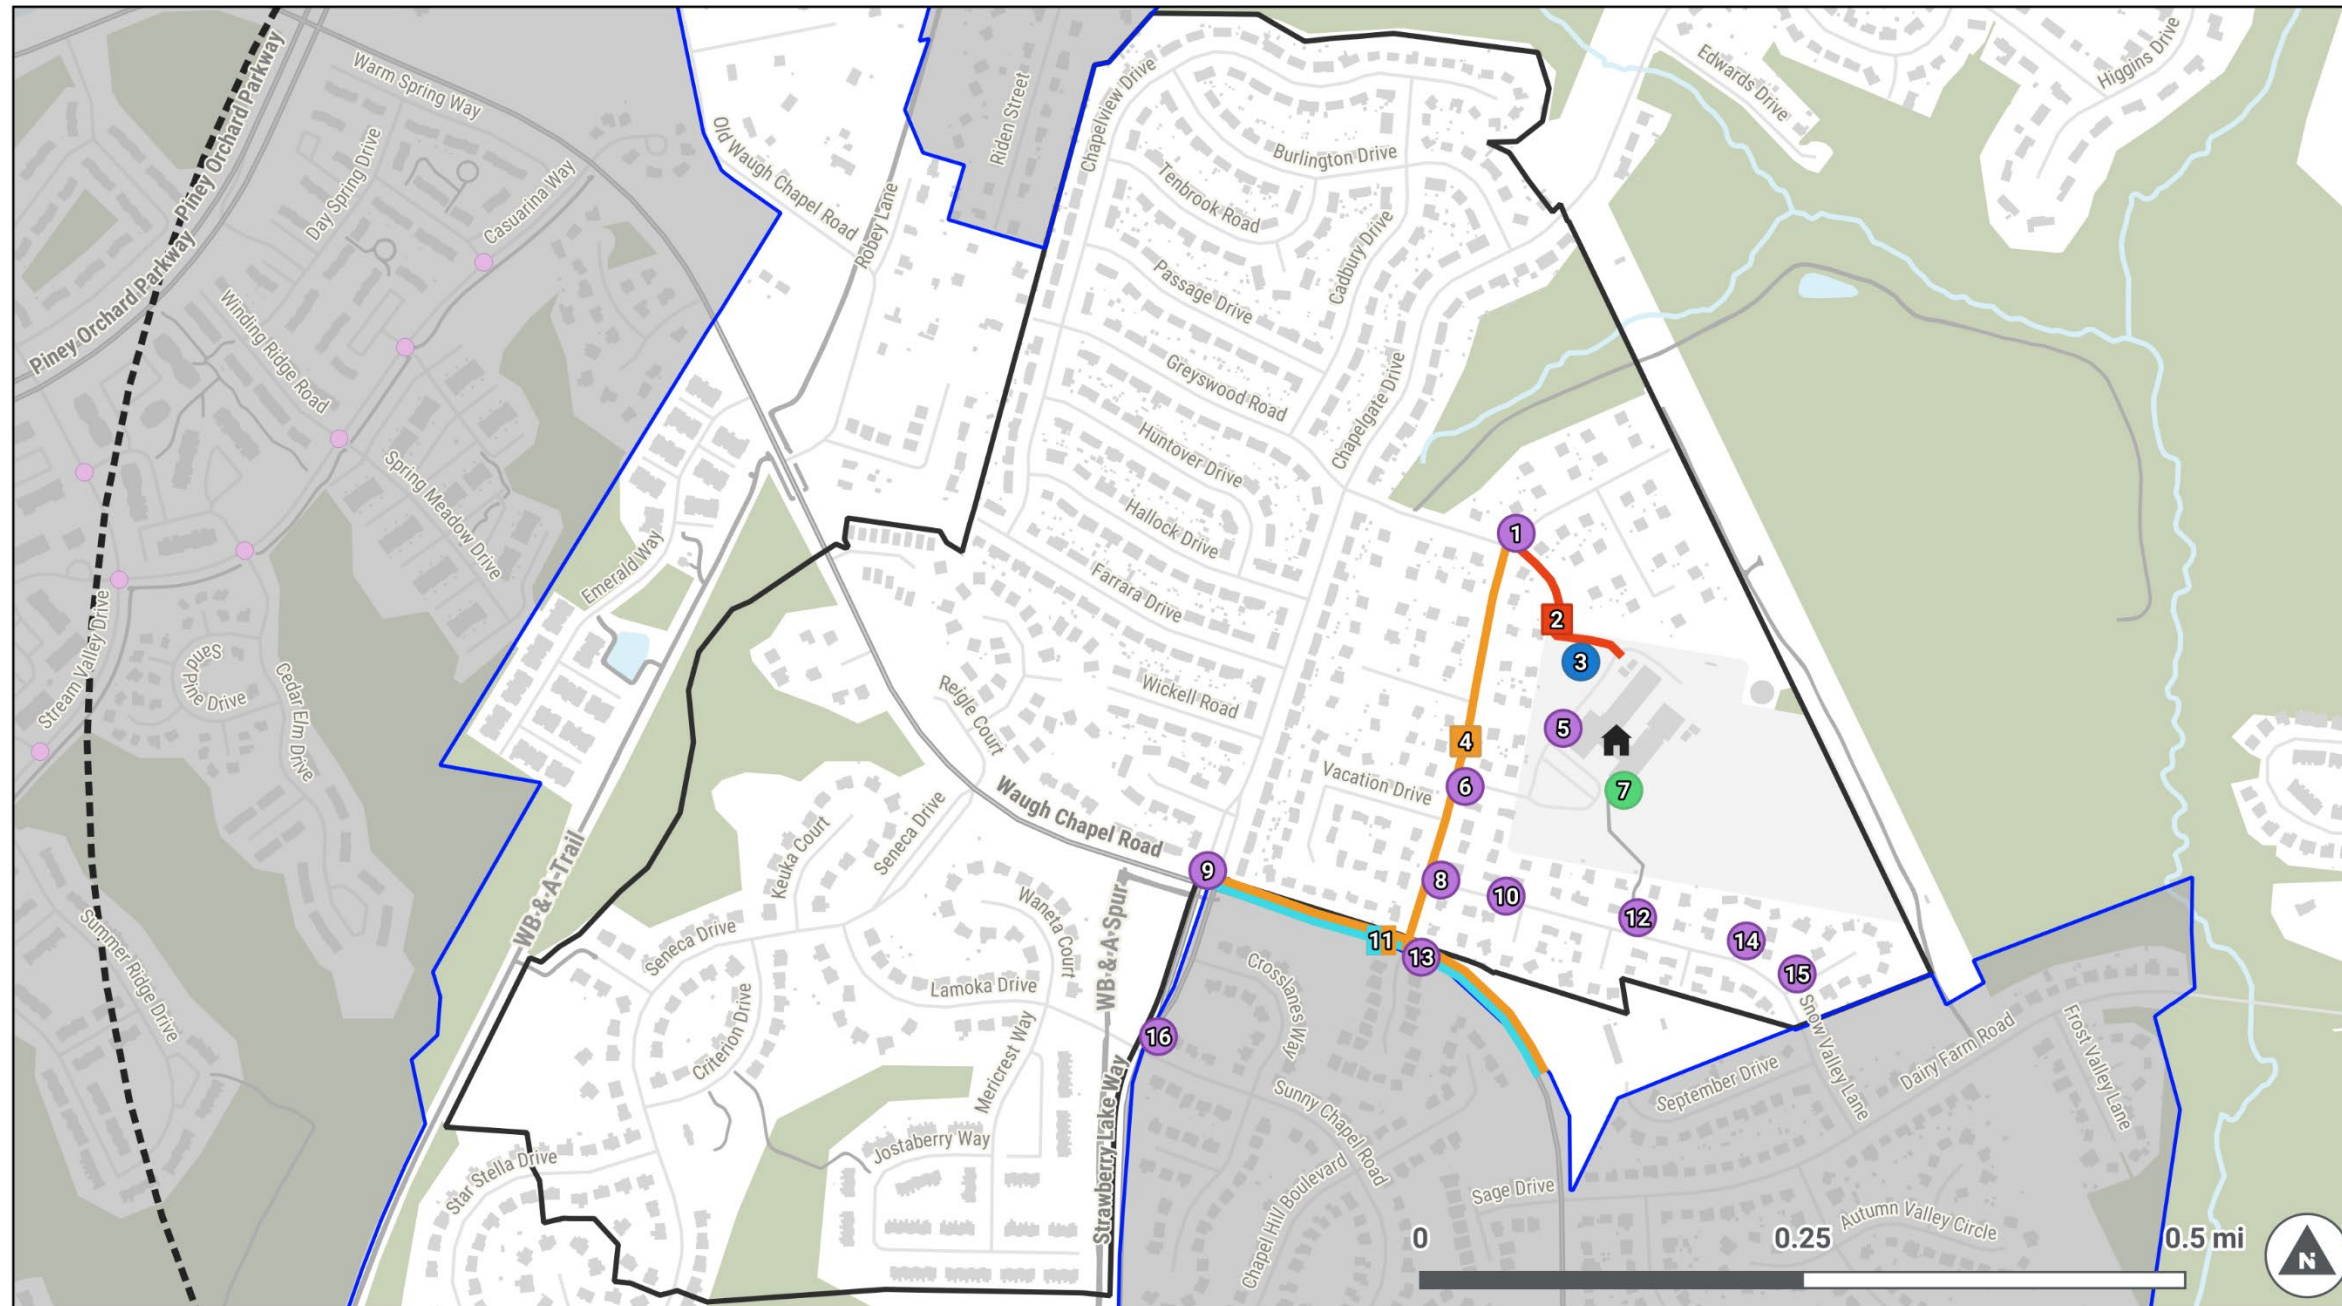 Piney Orchard Parkway
Warm Spring Way
Day Spring Drive
Casuarina Way
Old Waugh Chapel Road
Robey Lane
Riden Street
Chapelview Drive
Burlington Drive
Tenbrook Road
Edwards Drive
Higgins Drive
Piney Orchard Parkway
Winding Ridge Road
Passage Drive
Cadbury Drive
Greyswood Road
Chapelgate Drive
Spring Meadow Drive
Huntover Drive
Hallock Drive
Emerald Way
Farrara Drive
1
2
3
Stream Valley Drive
Sand
Pine Drive
Cedar Elm Drive
Reigle Court
Wickell Road
4
5
6
7
Vacation Drive
Waugh Chapel Road
Keuka Court
Seneca Drive
WB & A Trail
8
9
10
11
12
13
14
15
16
Summer Ridge Drive
Seneca Drive
Waneta Court
WB & A Spur
Lamoka Drive
Criterion Drive
Mericrest Way
Crosslanes Way
Snow Valley Lane
Dairy Farm Road
Frost Valley Lane
September Drive
Sunny Chapel Road
Strawberry Lake Way
Jostaberry Way
Star Stella Drive
Chapel Hill Boulevard
Sage Drive
Autumn Valley Circle
0
0.25
0.5 mi
N